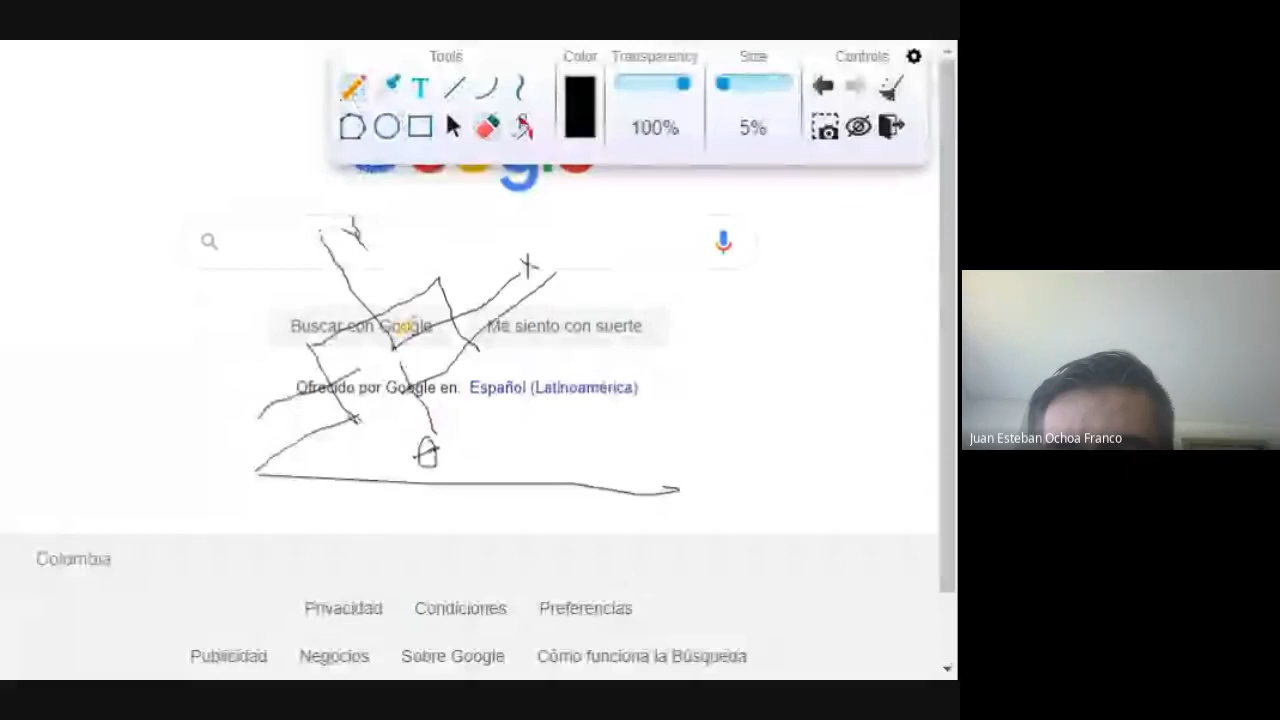 Tools Color Transparency Size Controls
T
100% 5%
Google
y
x
Buscar con Google Me siento con suerte
Ofrecido por Google en: Español (Latinoamérica)
θ
Juan Esteban Ochoa Franco
Colombia
Privacidad Condiciones Preferencias
Publicidad Negocios Sobre Google Cómo funciona la Búsqueda